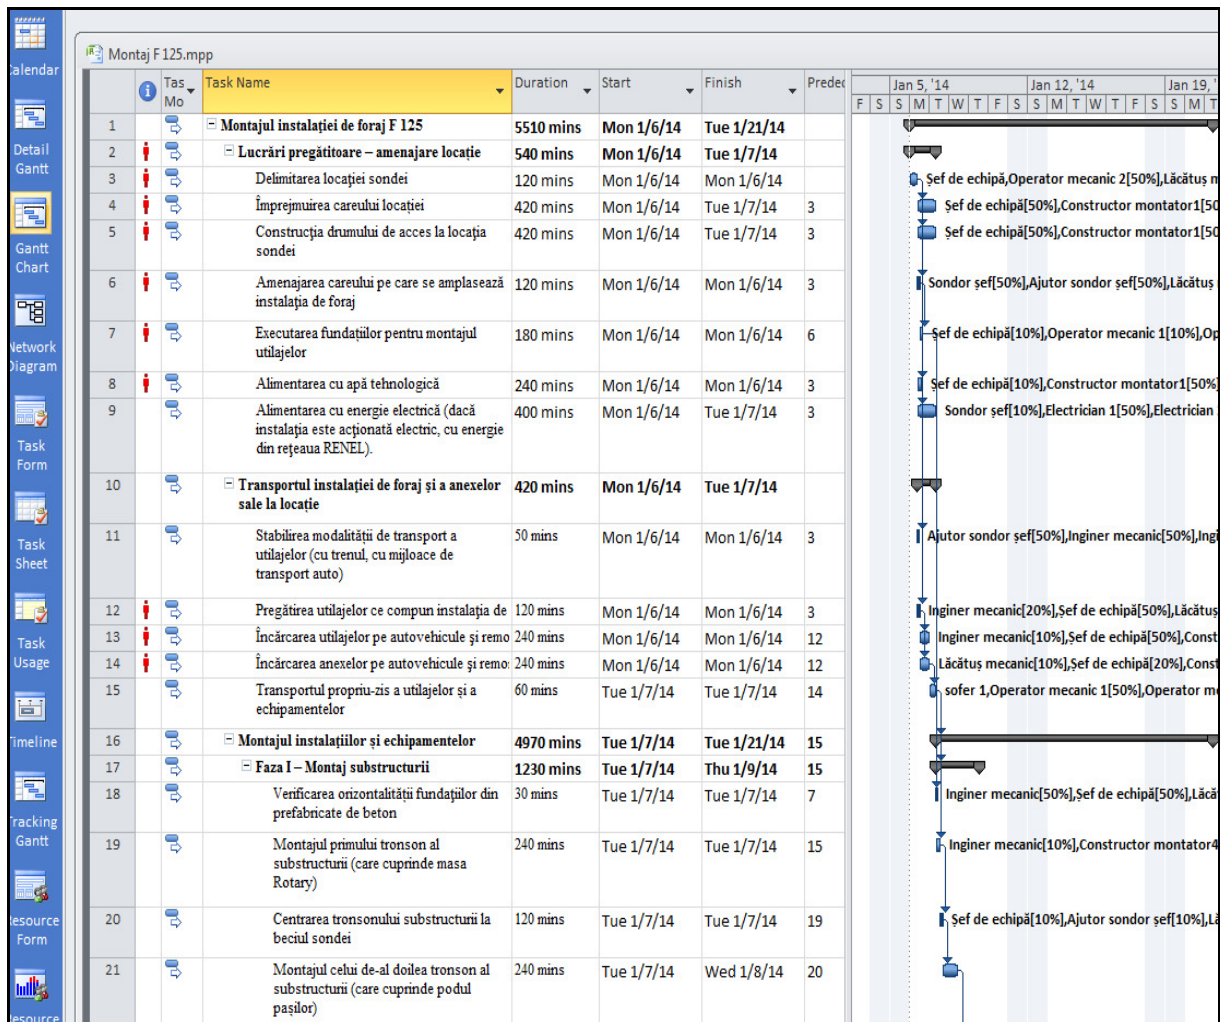 Montaj F 125.mpp
Calendar
Detail Gantt
Gantt Chart
Network Diagram
Task Form
Task Sheet
Task Usage
Timeline
Tracking Gantt
Resource Form
Resource
Tas Mo Task Name Duration Start Finish Predec
Jan 5, '14 Jan 12, '14 Jan 19, '
F S S M T W T F S S M T W T F S S M T
1 Montajul instalației de foraj F 125 5510 mins Mon 1/6/14 Tue 1/21/14
2 Lucrări pregătitoare – amenajare locație 540 mins Mon 1/6/14 Tue 1/7/14
3 Delimitarea locației sondei 120 mins Mon 1/6/14 Mon 1/6/14 Șef de echipă,Operator mecanic 2[50%],Lăcătuș m
4 Împrejmuirea careului locației 420 mins Mon 1/6/14 Tue 1/7/14 3 Șef de echipă[50%],Constructor montator1[50
5 Construcția drumului de acces la locația 420 mins Mon 1/6/14 Tue 1/7/14 3 Șef de echipă[50%],Constructor montator1[50
sondei
6 Amenajarea careului pe care se amplasează 120 mins Mon 1/6/14 Mon 1/6/14 3 Sondor șef[50%],Ajutor sondor șef[50%],Lăcătuș
instalația de foraj
7 Executarea fundațiilor pentru montajul 180 mins Mon 1/6/14 Mon 1/6/14 6 Șef de echipă[10%],Operator mecanic 1[10%],Op
utilajelor
8 Alimentarea cu apă tehnologică 240 mins Mon 1/6/14 Mon 1/6/14 3 Șef de echipă[10%],Constructor montator1[50%]
9 Alimentarea cu energie electrică (dacă 400 mins Mon 1/6/14 Tue 1/7/14 3 Sondor șef[10%],Electrician 1[50%],Electrician
instalația este acționată electric, cu energie
din rețeaua RENEL).
10 Transportul instalației de foraj și a anexelor 420 mins Mon 1/6/14 Tue 1/7/14
sale la locație
11 Stabilirea modalității de transport a 50 mins Mon 1/6/14 Mon 1/6/14 3 Ajutor sondor șef[50%],Inginer mecanic[50%],Ingi
utilajelor (cu trenul, cu mijloace de
transport auto)
12 Pregătirea utilajelor ce compun instalația de 120 mins Mon 1/6/14 Mon 1/6/14 3 Inginer mecanic[20%],Șef de echipă[50%],Lăcătuș
13 Încărcarea utilajelor pe autovehicule și remo 240 mins Mon 1/6/14 Mon 1/6/14 12 Inginer mecanic[10%],Șef de echipă[50%],Const
14 Încărcarea anexelor pe autovehicule și remo 240 mins Mon 1/6/14 Mon 1/6/14 12 Lăcătuș mecanic[10%],Șef de echipă[20%],Cons
15 Transportul propriu-zis a utilajelor și a 60 mins Tue 1/7/14 Tue 1/7/14 14 sofer 1,Operator mecanic 1[50%],Operator me
echipamentelor
16 Montajul instalațiilor și echipamentelor 4970 mins Tue 1/7/14 Tue 1/21/14 15
17 Faza I – Montaj substructurii 1230 mins Tue 1/7/14 Thu 1/9/14 15
18 Verificarea orizontalității fundațiilor din 30 mins Tue 1/7/14 Tue 1/7/14 7 Inginer mecanic[50%],Șef de echipă[50%],Lăcă
prefabricate de beton
19 Montajul primului tronson al 240 mins Tue 1/7/14 Tue 1/7/14 15 Inginer mecanic[10%],Constructor montator4
substructurii (care cuprinde masa
Rotary)
20 Centrarea tronsonului substructurii la 120 mins Tue 1/7/14 Tue 1/7/14 19 Șef de echipă[10%],Ajutor sondor șef[10%],Lă
beciul sondei
21 Montajul celui de-al doilea tronson al 240 mins Tue 1/7/14 Wed 1/8/14 20
substructurii (care cuprinde podul
pașilor)